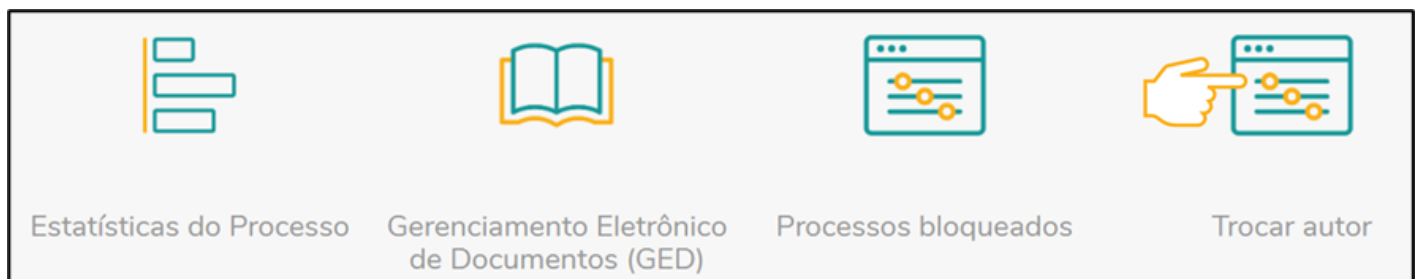 Estatísticas do Processo
Gerenciamento Eletrônico
de Documentos (GED)
Processos bloqueados
Trocar autor